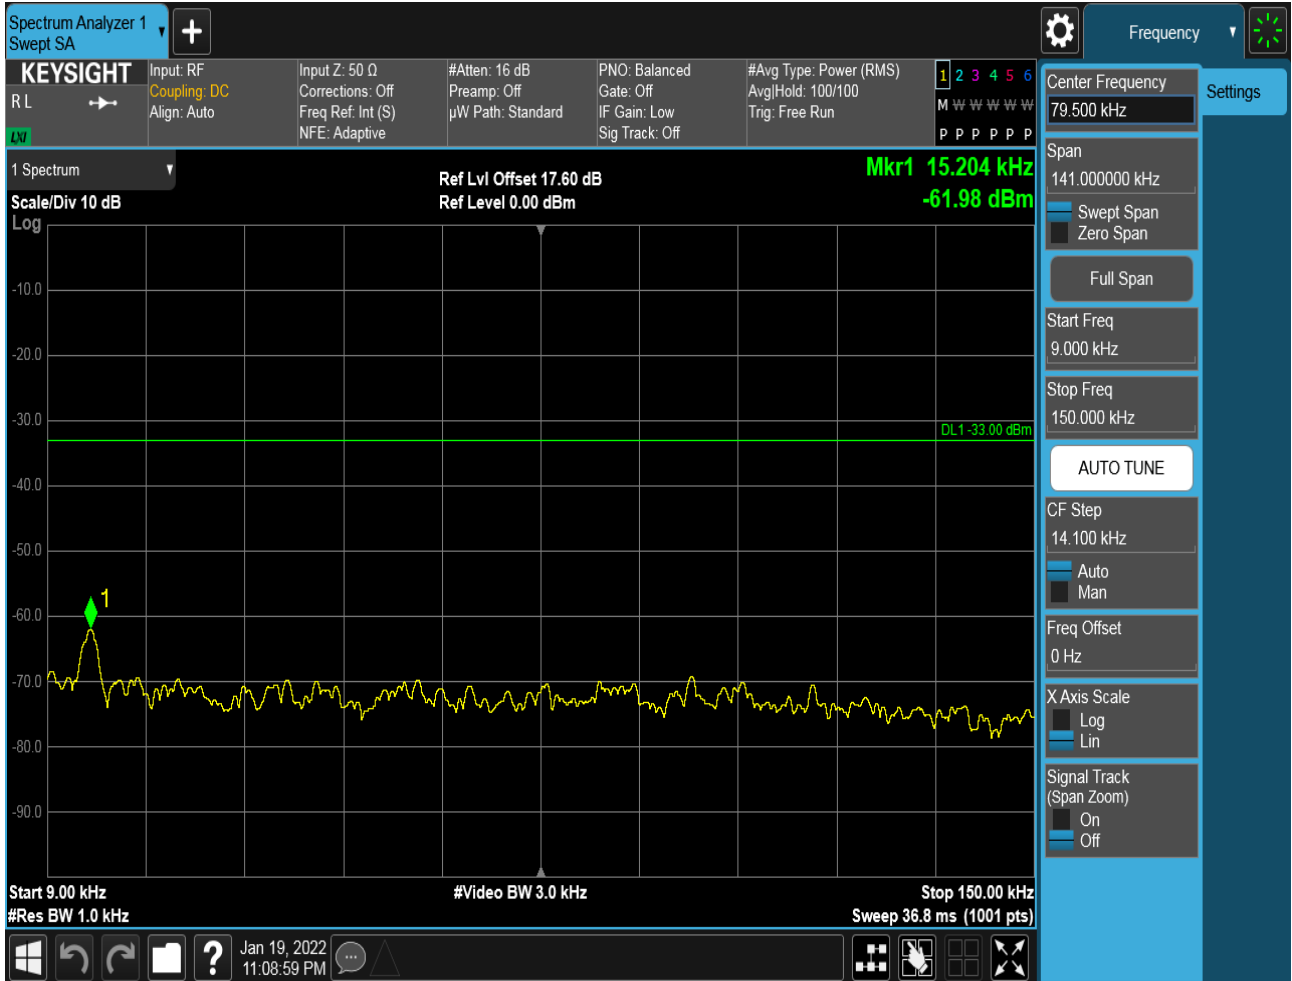 Spectrum Analyzer 1
Swept SA
Frequency
KEYSIGHT
R L
LXI
Input: RF
Coupling: DC
Align: Auto
Input Z: 50 Ω
Corrections: Off
Freq Ref: Int (S)
NFE: Adaptive
#Atten: 16 dB
Preamp: Off
µW Path: Standard
PNO: Balanced
Gate: Off
IF Gain: Low
Sig Track: Off
#Avg Type: Power (RMS)
Avg|Hold: 100/100
Trig: Free Run
1 2 3 4 5 6
M W W W W W
P P P P P P
1 Spectrum
Scale/Div 10 dB
Log
Ref Lvl Offset 17.60 dB
Ref Level 0.00 dBm
Mkr1 15.204 kHz
-61.98 dBm
-10.0
-20.0
-30.0
DL1 -33.00 dBm
-40.0
-50.0
1
-60.0
-70.0
-80.0
-90.0
Start 9.00 kHz
#Res BW 1.0 kHz
#Video BW 3.0 kHz
Stop 150.00 kHz
Sweep 36.8 ms (1001 pts)
Jan 19, 2022
11:08:59 PM
Center Frequency
79.500 kHz
Settings
Span
141.000000 kHz
Swept Span
Zero Span
Full Span
Start Freq
9.000 kHz
Stop Freq
150.000 kHz
AUTO TUNE
CF Step
14.100 kHz
Auto
Man
Freq Offset
0 Hz
X Axis Scale
Log
Lin
Signal Track
(Span Zoom)
On
Off